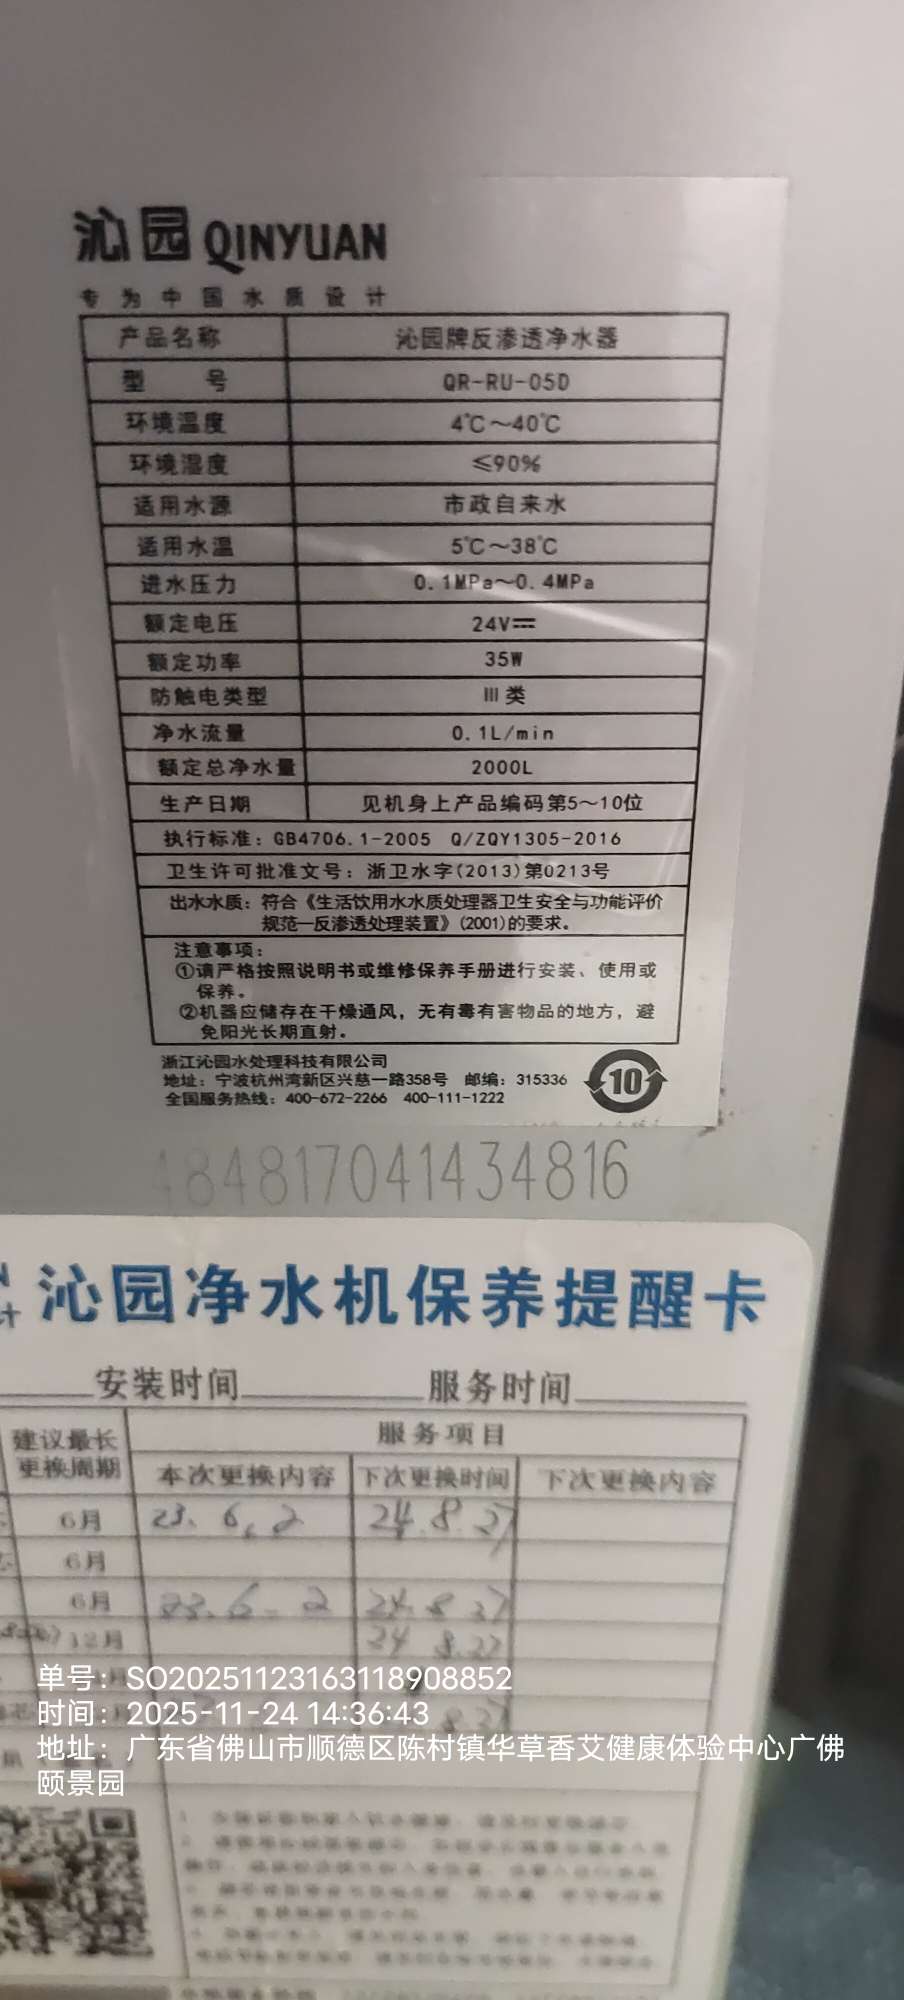 沁园 QINYUAN
专为中国水质设计
产品名称 沁园牌反渗透净水器
型号 QR-RU-05D
环境温度 4℃～40℃
环境湿度 ≤90%
适用水源 市政自来水
适用水温 5℃～38℃
进水压力 0.1MPa～0.4MPa
额定电压 24V
额定功率 35W
防触电类型 III类
净水流量 0.1L/min
额定总净水量 2000L
生产日期 见机身上产品编码第5～10位
执行标准：GB4706.1-2005 Q/ZQY1305-2016
卫生许可批准文号：浙卫水字(2013)第0213号
出水水质：符合《生活饮用水水质处理器卫生安全与功能评价
规范—反渗透处理装置》(2001)的要求。
注意事项：
①请严格按照说明书或维修保养手册进行安装、使用或
保养。
②机器应储存在干燥通风，无有毒有害物品的地方，避
免阳光长期直射。
浙江沁园水处理科技有限公司
地址：宁波杭州湾新区兴慈一路358号 邮编：315336
全国服务热线：400-672-2266 400-111-1222
10
484817041434816
沁园净水机保养提醒卡
安装时间 服务时间
建议最长
更换周期
服务项目
本次更换内容 下次更换时间 下次更换内容
6月 23.6.2 24.8.27
6月
6月 23.6.2 24.8.27
12月 24 8.27
单号：SO20251123163118908852
时间：2025-11-24 14:36:43
地址：广东省佛山市顺德区陈村镇华草香艾健康体验中心广佛
颐景园